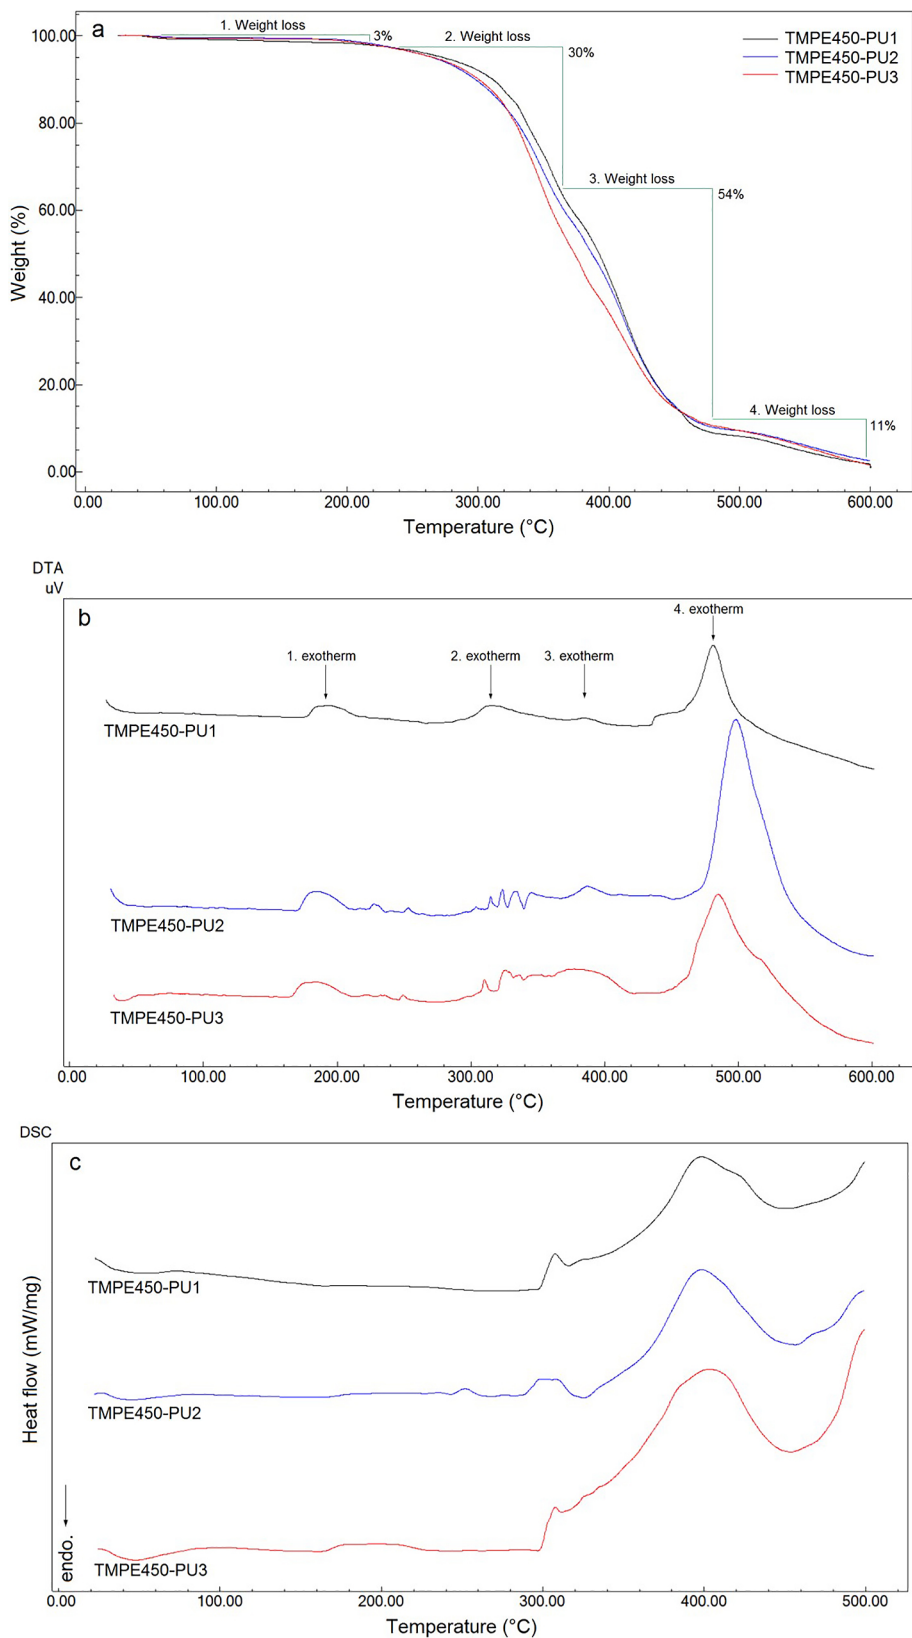 a
1. Weight loss
3%
2. Weight loss
30%
3. Weight loss
54%
4. Weight loss
11%
TMPE450-PU1
TMPE450-PU2
TMPE450-PU3
100.00
80.00
60.00
40.00
20.00
0.00
Weight (%)
0.00 100.00 200.00 300.00 400.00 500.00 600.00
Temperature (°C)
DTA
uV
b
1. exotherm
2. exotherm
3. exotherm
4. exotherm
TMPE450-PU1
TMPE450-PU2
TMPE450-PU3
0.00 100.00 200.00 300.00 400.00 500.00 600.00
Temperature (°C)
DSC
c
TMPE450-PU1
TMPE450-PU2
TMPE450-PU3
Heat flow (mW/mg)
endo.
0.00 100.00 200.00 300.00 400.00 500.00
Temperature (°C)